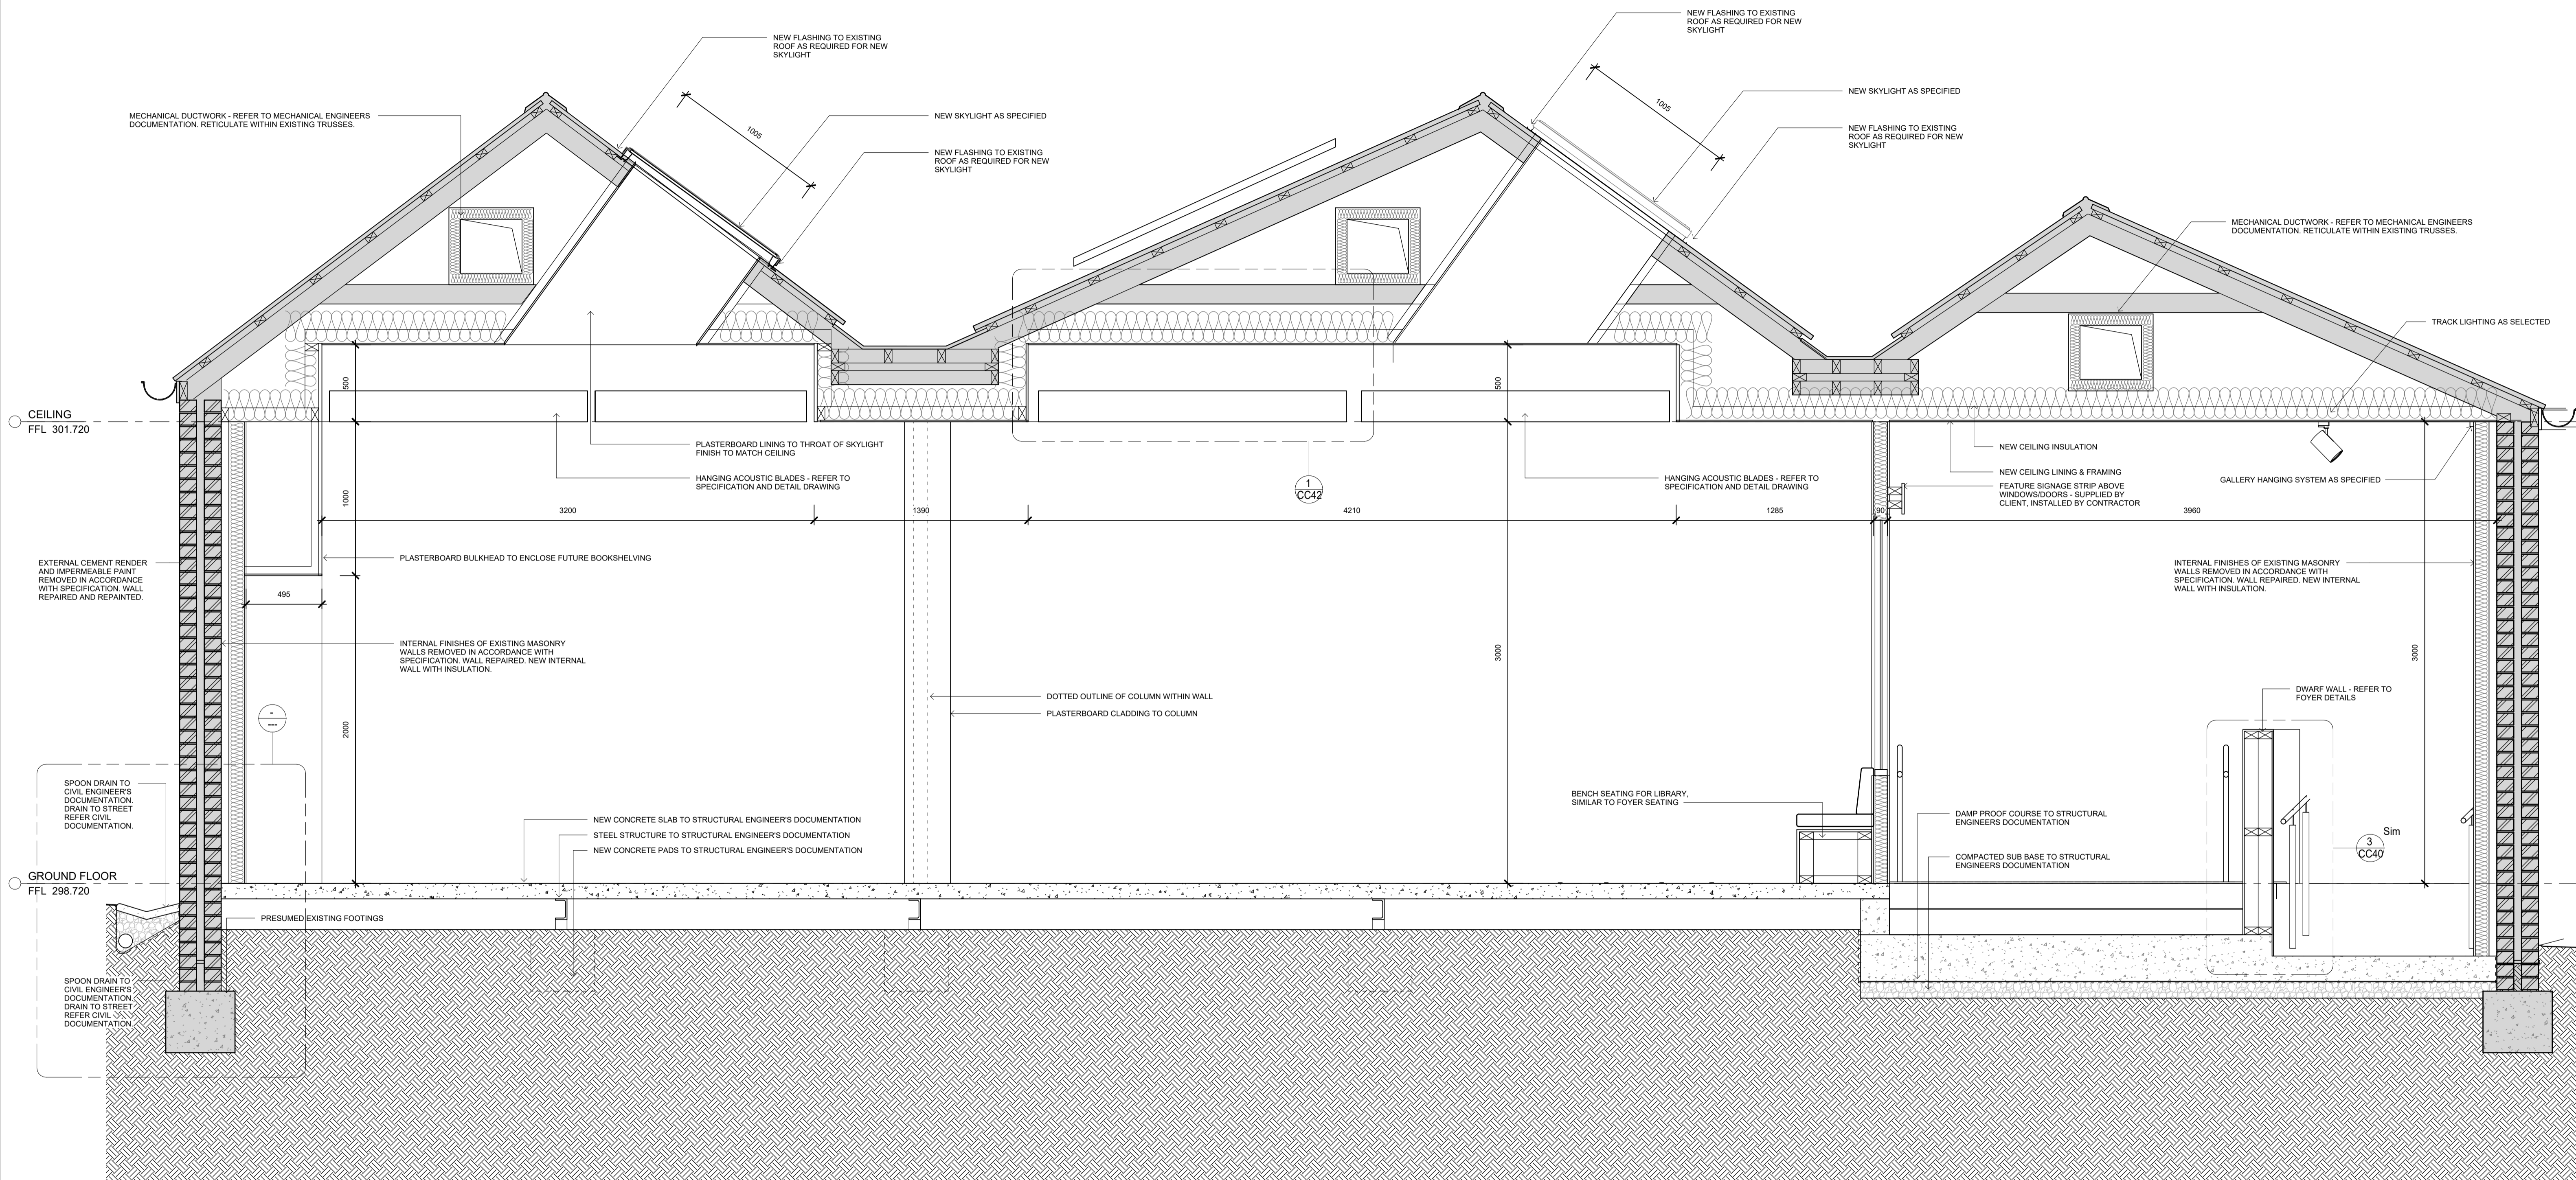 NEW FLASHING TO EXISTING
ROOF AS REQUIRED FOR NEW
SKYLIGHT
NEW FLASHING TO EXISTING
ROOF AS REQUIRED FOR NEW
SKYLIGHT
MECHANICAL DUCTWORK - REFER TO MECHANICAL ENGINEERS
DOCUMENTATION. RETICULATE WITHIN EXISTING TRUSSES.
1005
NEW SKYLIGHT AS SPECIFIED
NEW FLASHING TO EXISTING
ROOF AS REQUIRED FOR NEW
SKYLIGHT
1005
NEW SKYLIGHT AS SPECIFIED
NEW FLASHING TO EXISTING
ROOF AS REQUIRED FOR NEW
SKYLIGHT
MECHANICAL DUCTWORK - REFER TO MECHANICAL ENGINEERS
DOCUMENTATION. RETICULATE WITHIN EXISTING TRUSSES.
TRACK LIGHTING AS SELECTED
500
500
CEILING
FFL 301.720
PLASTERBOARD LINING TO THROAT OF SKYLIGHT
FINISH TO MATCH CEILING
HANGING ACOUSTIC BLADES - REFER TO
SPECIFICATION AND DETAIL DRAWING
1
CC42
HANGING ACOUSTIC BLADES - REFER TO
SPECIFICATION AND DETAIL DRAWING
NEW CEILING INSULATION
NEW CEILING LINING & FRAMING
FEATURE SIGNAGE STRIP ABOVE
WINDOWS/DOORS - SUPPLIED BY
CLIENT, INSTALLED BY CONTRACTOR
GALLERY HANGING SYSTEM AS SPECIFIED
1000
3200
1390
4210
1285
90
3960
EXTERNAL CEMENT RENDER
AND IMPERMEABLE PAINT
REMOVED IN ACCORDANCE
WITH SPECIFICATION. WALL
REPAIRED AND REPAINTED.
PLASTERBOARD BULKHEAD TO ENCLOSE FUTURE BOOKSHELVING
INTERNAL FINISHES OF EXISTING MASONRY
WALLS REMOVED IN ACCORDANCE WITH
SPECIFICATION. WALL REPAIRED. NEW INTERNAL
WALL WITH INSULATION.
495
INTERNAL FINISHES OF EXISTING MASONRY
WALLS REMOVED IN ACCORDANCE WITH
SPECIFICATION. WALL REPAIRED. NEW INTERNAL
WALL WITH INSULATION.
3000
3000
DOTTED OUTLINE OF COLUMN WITHIN WALL
PLASTERBOARD CLADDING TO COLUMN
DWARF WALL - REFER TO
FOYER DETAILS
-
---
2000
SPOON DRAIN TO
CIVIL ENGINEER'S
DOCUMENTATION.
DRAIN TO STREET
REFER CIVIL
DOCUMENTATION.
BENCH SEATING FOR LIBRARY,
SIMILAR TO FOYER SEATING
NEW CONCRETE SLAB TO STRUCTURAL ENGINEER'S DOCUMENTATION
STEEL STRUCTURE TO STRUCTURAL ENGINEER'S DOCUMENTATION
NEW CONCRETE PADS TO STRUCTURAL ENGINEER'S DOCUMENTATION
DAMP PROOF COURSE TO STRUCTURAL
ENGINEERS DOCUMENTATION
COMPACTED SUB BASE TO STRUCTURAL
ENGINEERS DOCUMENTATION
Sim
3
CC40
GROUND FLOOR
FFL 298.720
PRESUMED EXISTING FOOTINGS
SPOON DRAIN TO
CIVIL ENGINEER'S
DOCUMENTATION.
DRAIN TO STREET
REFER CIVIL
DOCUMENTATION.